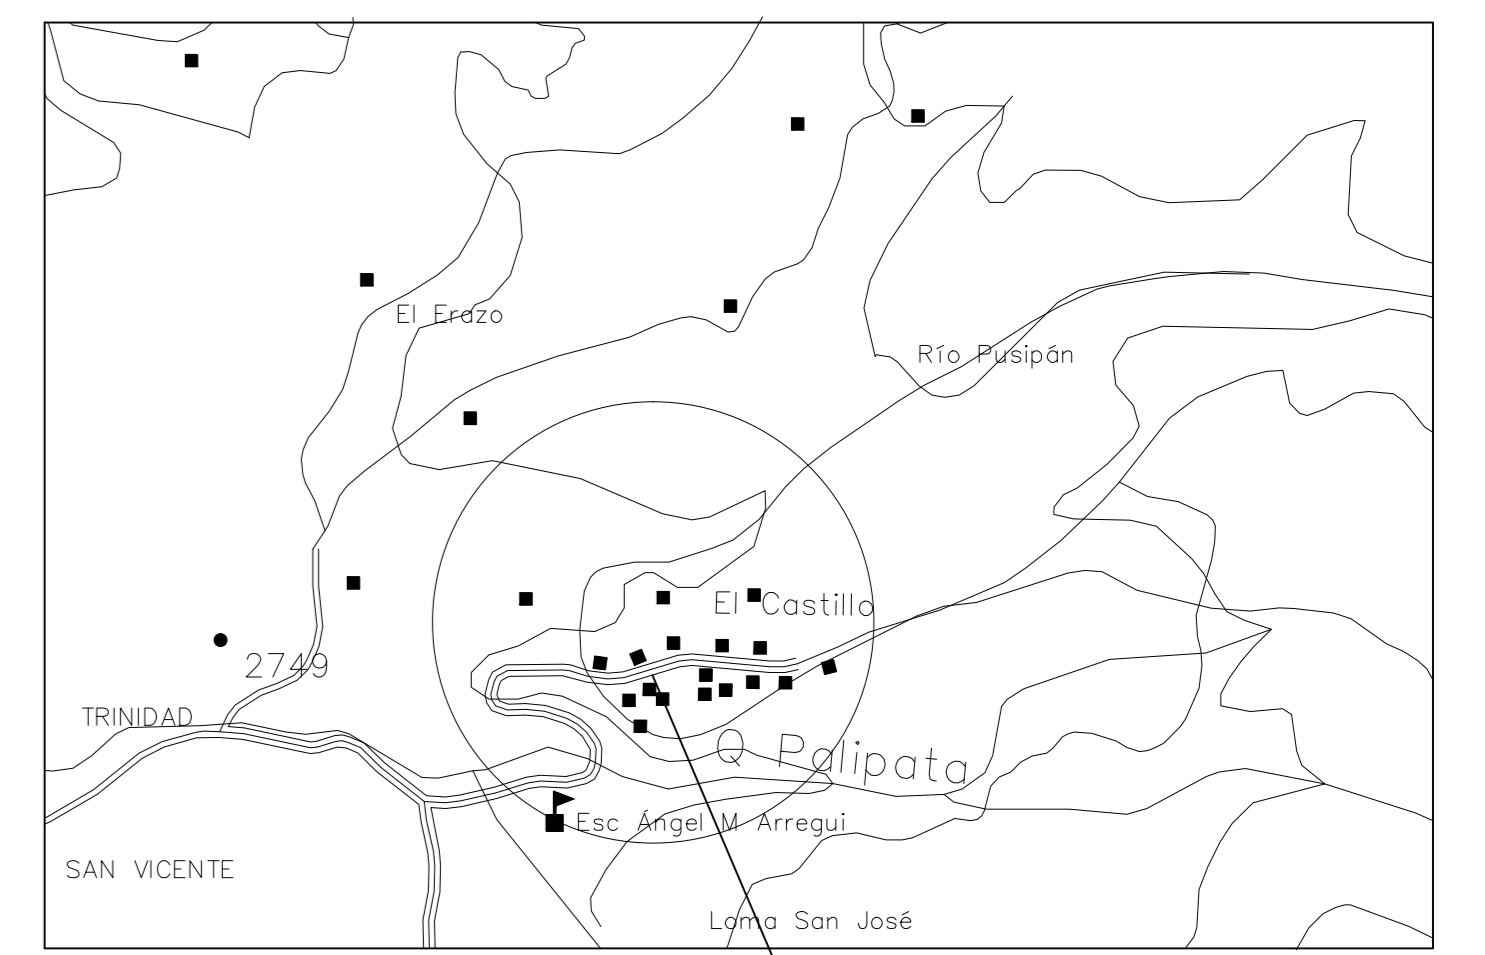 El Erazo
Río Pusipán
El Castillo
2749
TRINIDAD
Q Palipata
Esc Ángel M Arregui
SAN VICENTE
Loma San José